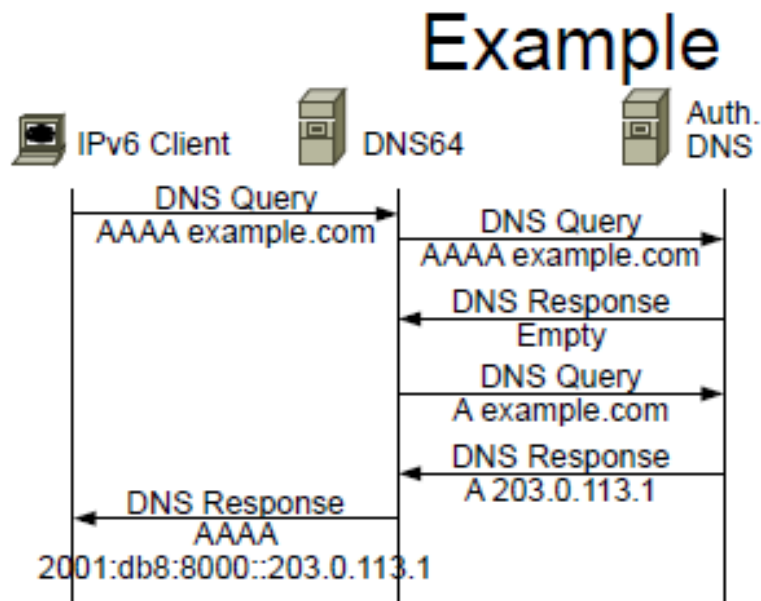 Example
IPv6 Client
DNS64
Auth.
DNS
DNS Query
AAAA example.com
DNS Query
AAAA example.com
DNS Response
Empty
DNS Query
A example.com
DNS Response
A 203.0.113.1
DNS Response
AAAA
2001:db8:8000::203.0.113.1